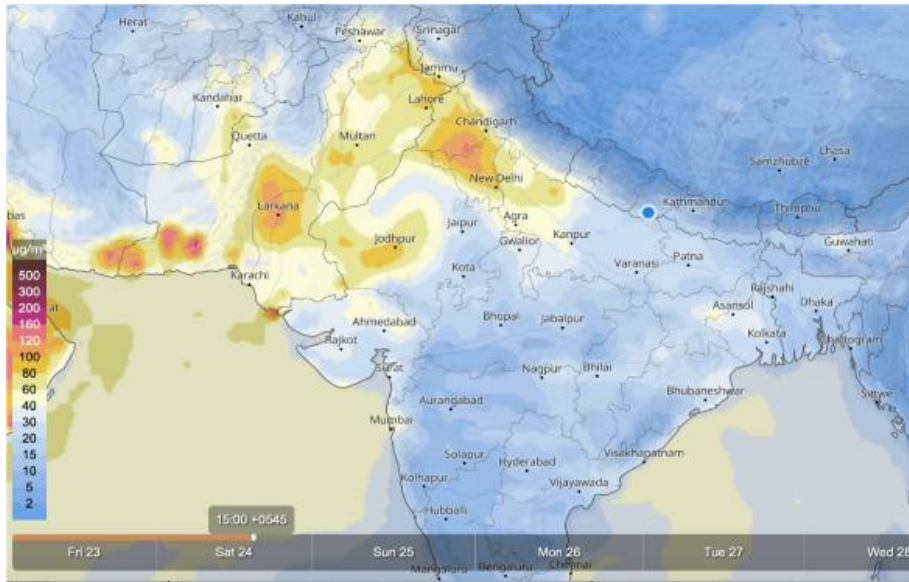 Herat
Kabul
Peshawar
Srinagar
Jammu
Kandahar
Lahore
Chandigarh
Quetta
Multan
Samzhubzê
Lhasa
New Delhi
Larkana
Kathmandu
Thimphu
bas
Jaipur
Agra
Jodhpur
Gwalior
Kanpur
Guwahati
µg/m³
Karachi
Kota
Varanasi
Patna
500
300
200
160
120
100
80
60
40
30
20
15
10
5
2
at
Rajshahi
Ahmedabad
Bhopal
Jabalpur
Asansol
Dhaka
Rajkot
Kolkata
Chattogram
Surat
Nagpur
Bhilai
Aurangabad
Bhubaneshwar
Sittwe
Mumbai
Solapur
Hyderabad
Visakhapatnam
Kolhapur
Vijayawada
Hubballi
15:00 +0545
Fri 23
Sat 24
Sun 25
Mon 26
Tue 27
Wed 28
Mangaluru
Bengaluru
Chennai